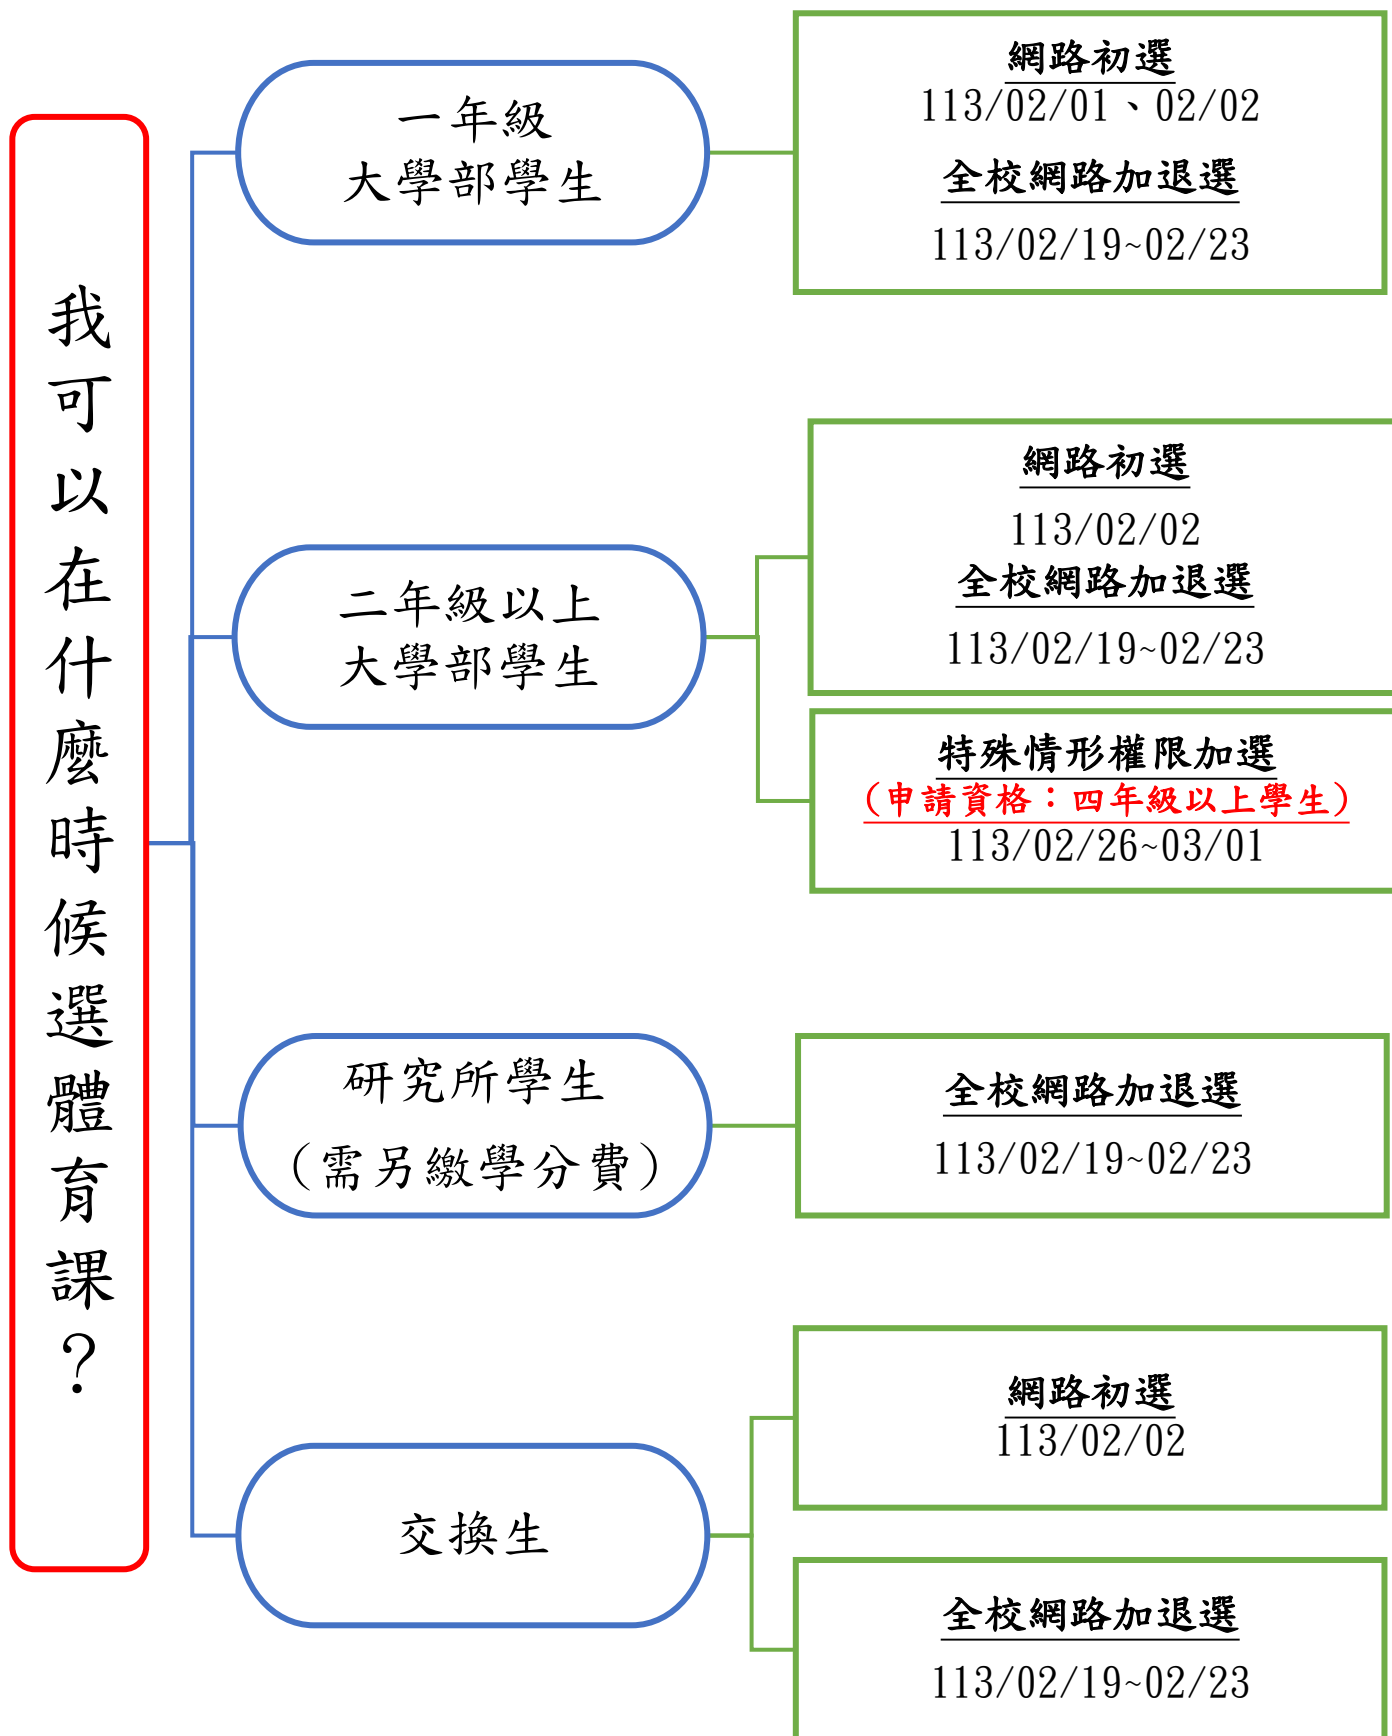 我可以在什麼時候選體育課？
一年級
大學部學生
網路初選
113/02/01、02/02
全校網路加退選
113/02/19~02/23
二年級以上
大學部學生
網路初選
113/02/02
全校網路加退選
113/02/19~02/23
特殊情形權限加選
(申請資格：四年級以上學生)
113/02/26~03/01
研究所學生
（需另繳學分費）
全校網路加退選
113/02/19~02/23
交換生
網路初選
113/02/02
全校網路加退選
113/02/19~02/23